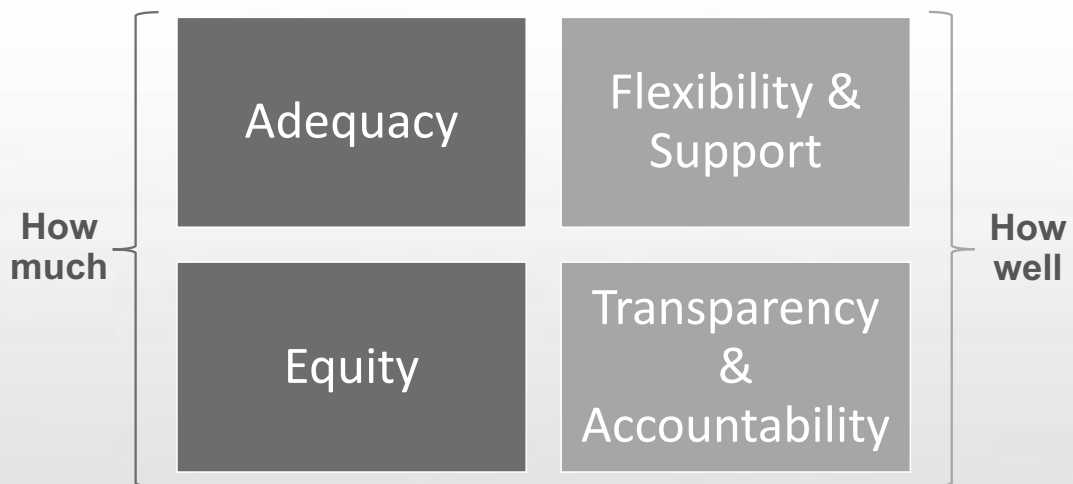 How
much
Adequacy
Equity
Flexibility &
Support
Transparency
&
Accountability
How
well